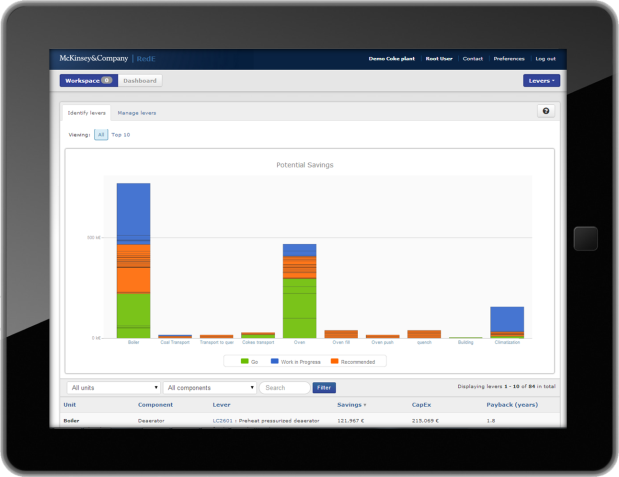 McKinsey&Company | RedE
Demo Coke plant Root User Contact Preferences Log out
Workspace 0 Dashboard
Levers
Identify levers Manage levers ?
Viewing: All Top 10
Potential Savings
0 k€
Boiler Coal Transport Transport to quer Cokes transport Oven Oven fill Oven push quench Building Climatization
Go Work in Progress Recommended
All units All components Search Filter Displaying levers 1 - 10 of 84 in total
Unit Component Lever Savings CapEx Payback (years)
Boiler Deaerator LC2601 : Preheat pressurized deaerator 121.967 € 215.069 € 1.8